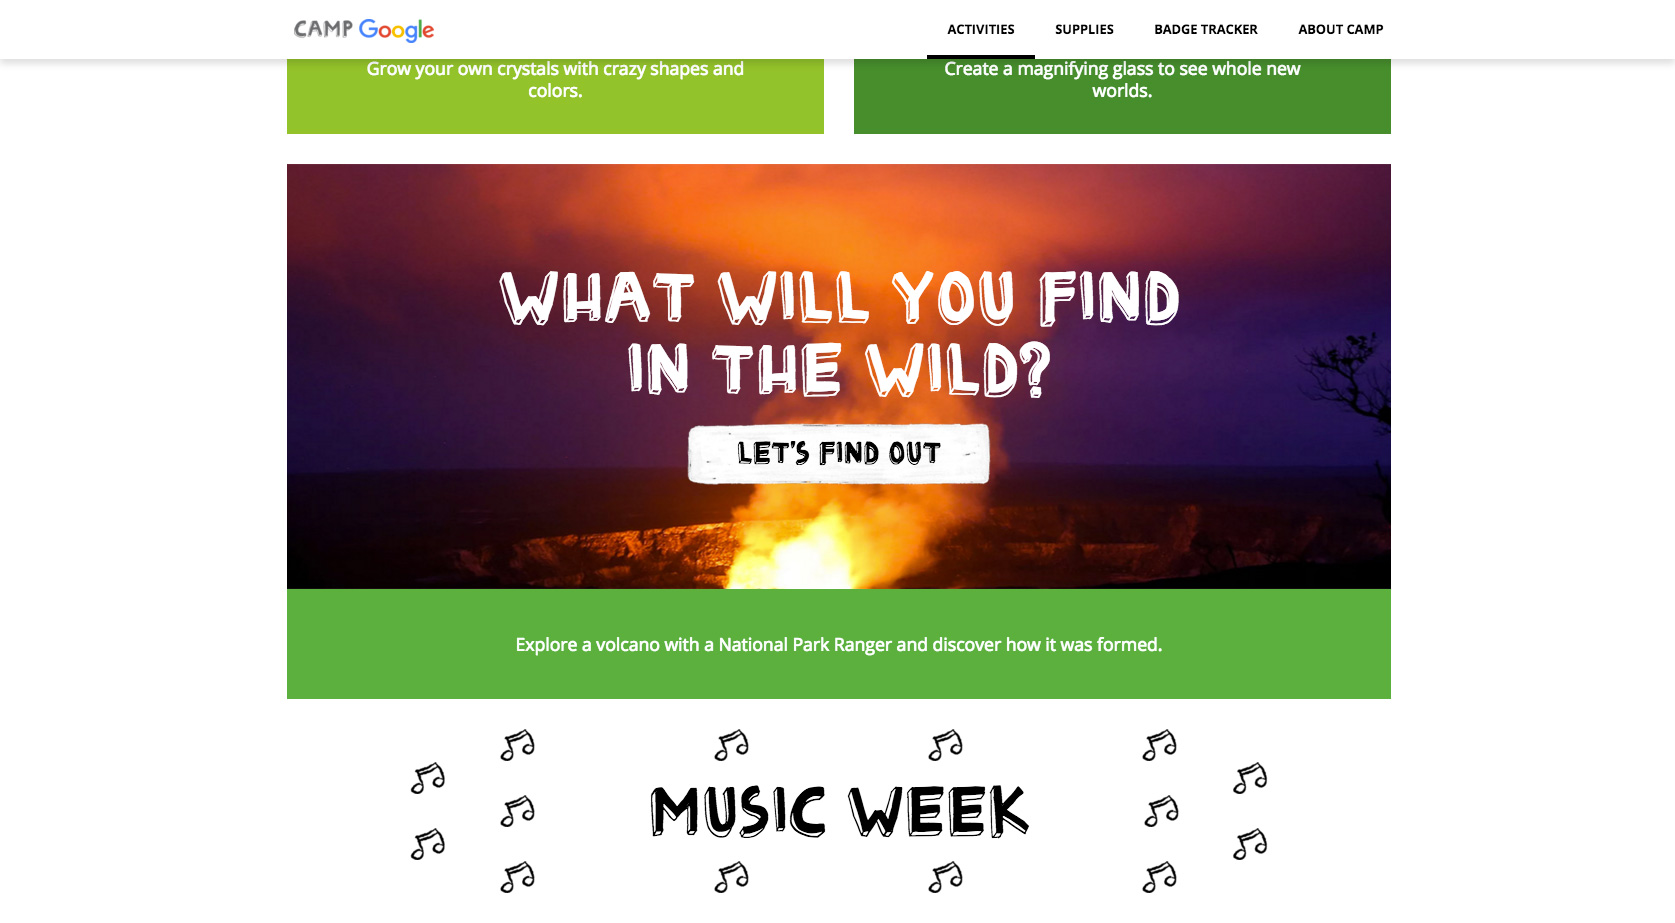 CAMP Google
ACTIVITIES
SUPPLIES
BADGE TRACKER
ABOUT CAMP
Grow your own crystals with crazy shapes and
colors.
Create a magnifying glass to see whole new
worlds.
WHAT WILL YOU FIND
IN THE WILD?
LET'S FIND OUT
Explore a volcano with a National Park Ranger and discover how it was formed.
MUSIC WEEK